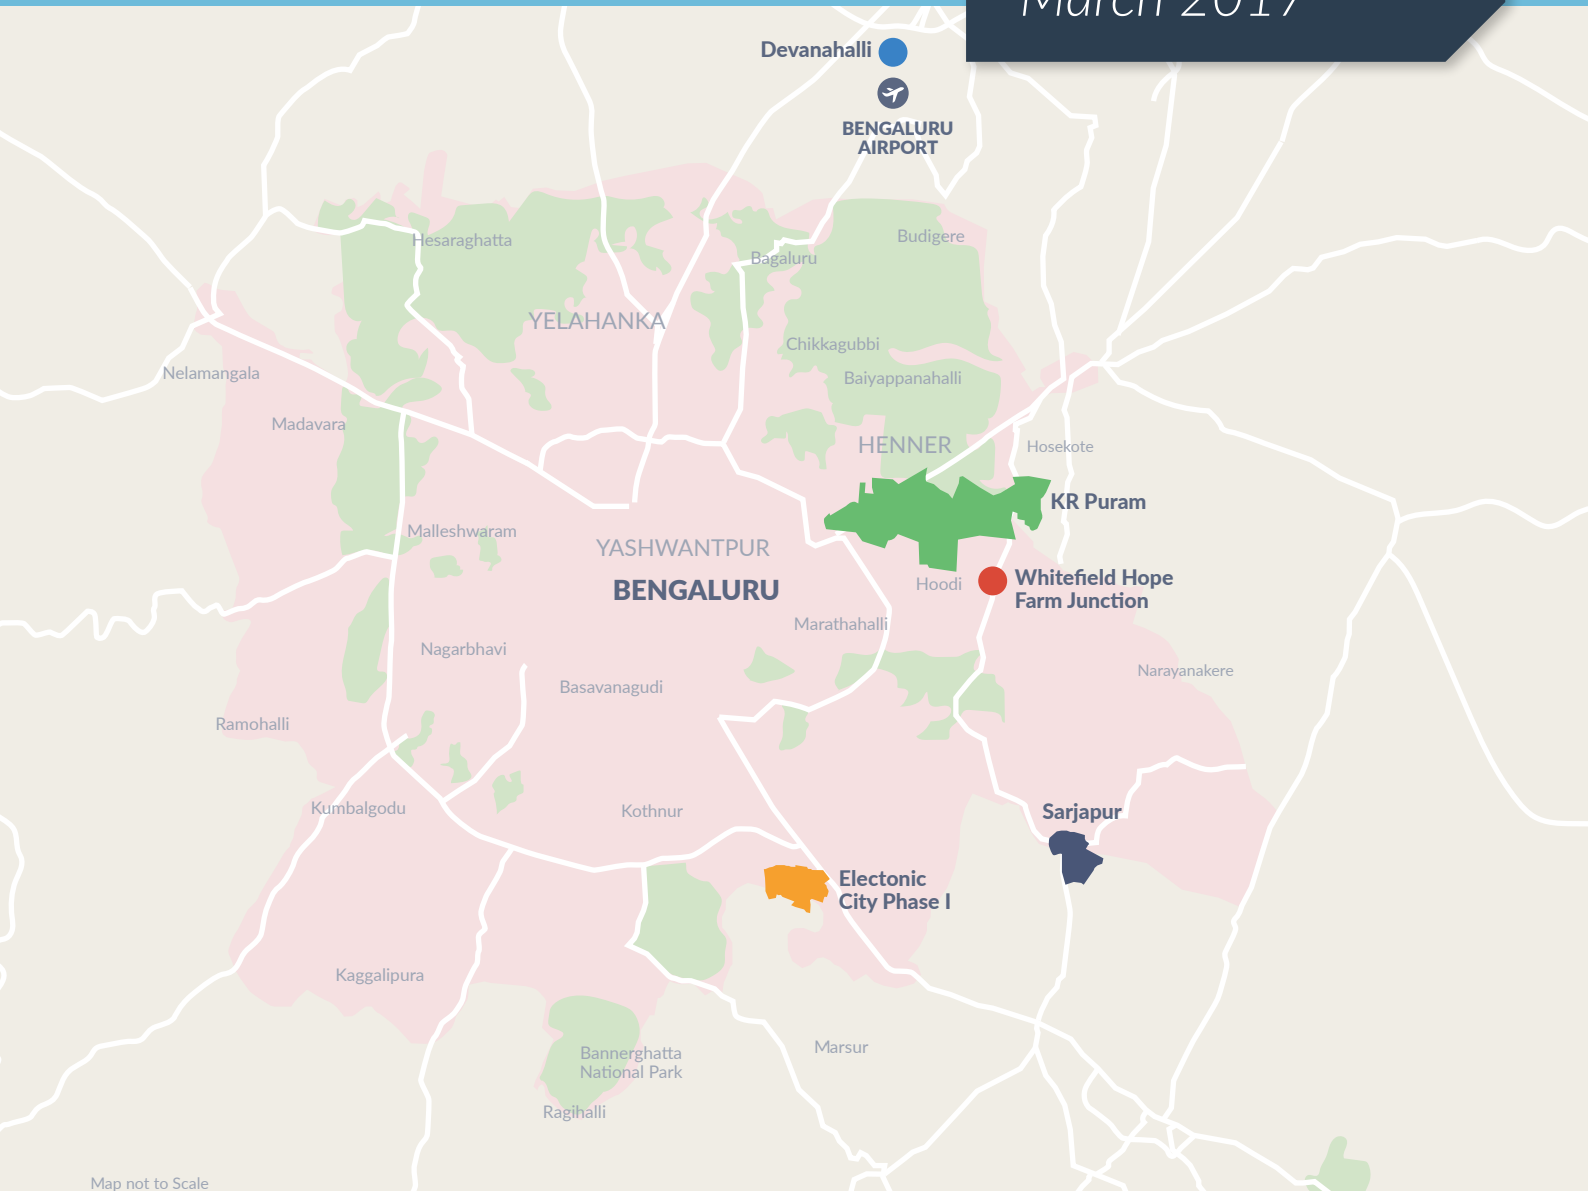 March 2017
Devanahalli
BENGALURU
AIRPORT
Budigere
Hesaraghatta
Bagaluru
YELAHANKA
Chikkagubbi
Nelamangala
Baiyappanahalli
Madavara
HENNER
Hosekote
KR Puram
Malleshwaram
YASHWANTPUR
BENGALURU
Hoodi
Whitefield Hope
Farm Junction
Marathahalli
Nagarbhavi
Narayanakere
Basavanagudi
Ramohalli
Kumbalgodu
Kothnur
Sarjapur
Electonic
City Phase I
Kaggalipura
Marsur
Bannerghatta
National Park
Ragihalli
Map not to Scale